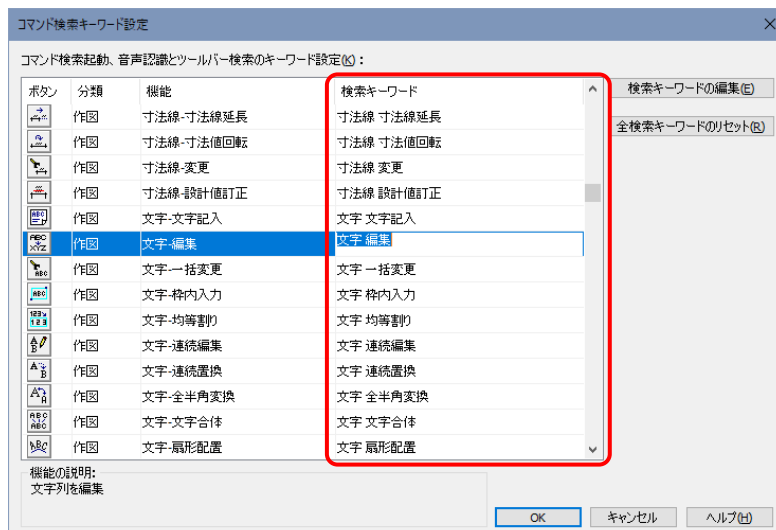 コマンド検索キーワード設定
コマンド検索起動、音声認識とツールバー検索のキーワード設定(K)：
ボタン 分類 機能 検索キーワード
作図 寸法線-寸法線延長 寸法線 寸法線延長
作図 寸法線-寸法値回転 寸法線 寸法値回転
作図 寸法線-変更 寸法線 変更
作図 寸法線-設計値訂正 寸法線 設計値訂正
作図 文字-文字記入 文字 文字記入
作図 文字-編集 文字 編集
作図 文字-一括変更 文字 一括変更
作図 文字-枠内入力 文字 枠内入力
作図 文字-均等割り 文字 均等割り
作図 文字-連続編集 文字 連続編集
作図 文字-連続置換 文字 連続置換
作図 文字-全半角変換 文字 全半角変換
作図 文字-文字合体 文字 文字合体
作図 文字-扇形配置 文字 扇形配置
検索キーワードの編集(E)
全検索キーワードのリセット(R)
機能の説明：
文字列を編集
OK キャンセル ヘルプ(H)